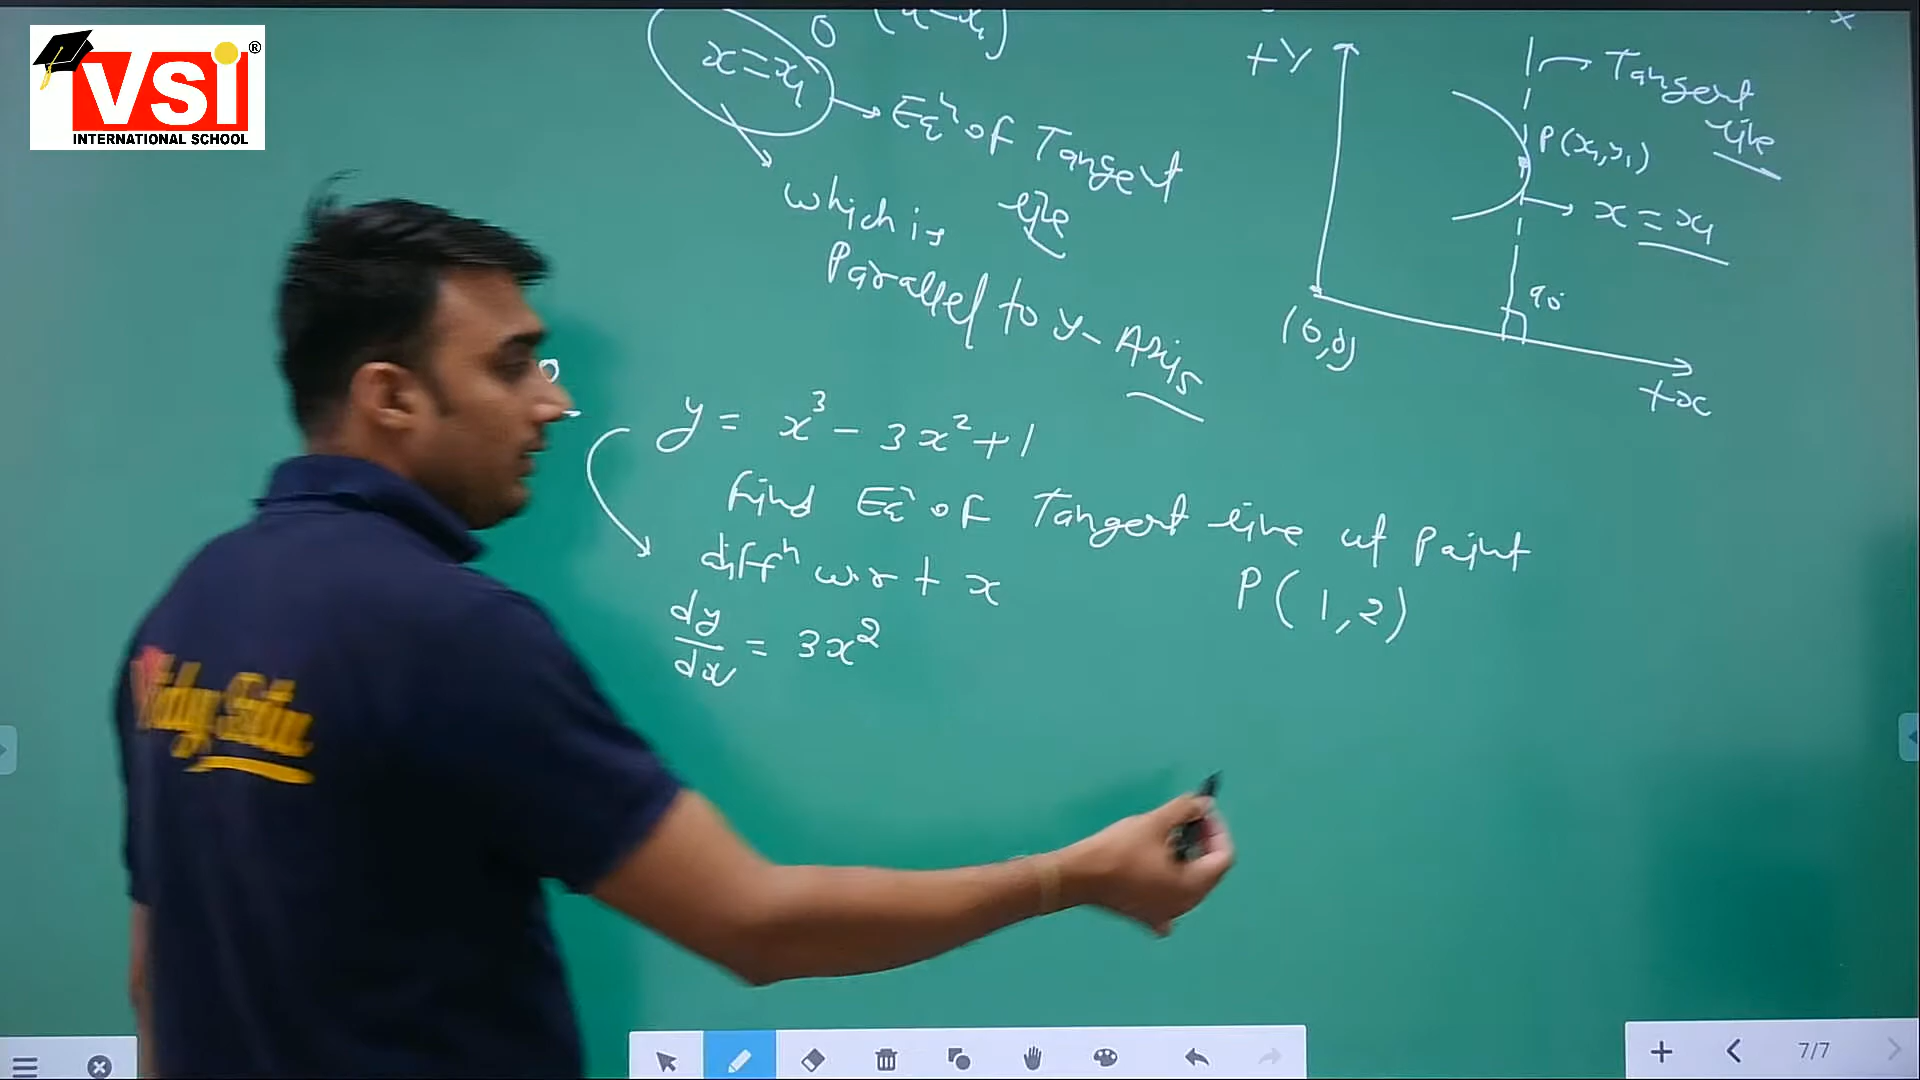 VSI®
INTERNATIONAL SCHOOL
0 (x-x₁)
x=x₁
Eqⁿ of Tangent
line
which is
Parallel to y-Axis
+Y
Tangent
line
P(x₁,y₁)
x = x₁
90°
(0,0)
+x
y = x³ - 3x² + 1
Find Eqⁿ of Tangent line at Point
P(1,2)
diffⁿ w.r.t x
dy/dx = 3x²
7/7